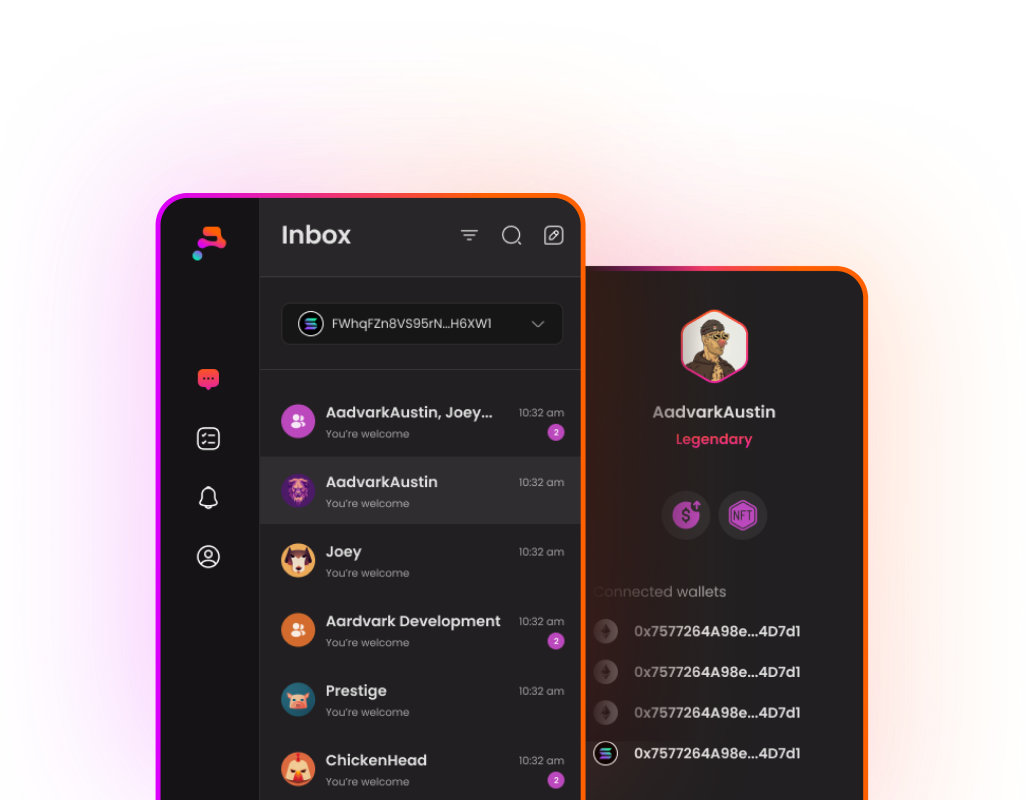 Inbox
FWhqFZn8VS95rN...H6XW1
AadvarkAustin, Joey...
10:32 am
You're welcome
2
AadvarkAustin
10:32 am
You're welcome
Joey
10:32 am
You're welcome
Aardvark Development
10:32 am
You're welcome
2
Prestige
10:32 am
You're welcome
ChickenHead
10:32 am
You're welcome
2
AadvarkAustin
Legendary
$
NFT
Connected wallets
0x7577264A98e...4D7d1
0x7577264A98e...4D7d1
0x7577264A98e...4D7d1
0x7577264A98e...4D7d1